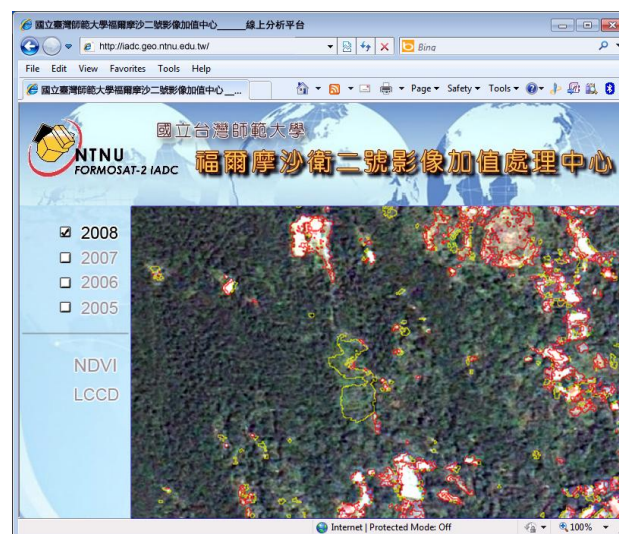 國立臺灣師範大學福爾摩沙二號影像加值中心______線上分析平台
http://iadc.geo.ntnu.edu.tw/
Bing
File Edit View Favorites Tools Help
國立臺灣師範大學福爾摩沙二號影像加值中心 __...
Page Safety Tools
國立台灣師範大學
NTNU
FORMOSAT-2 IADC
福爾摩沙衛二號影像加值處理中心
2008
2007
2006
2005
NDVI
LCCD
Internet | Protected Mode: Off
100%